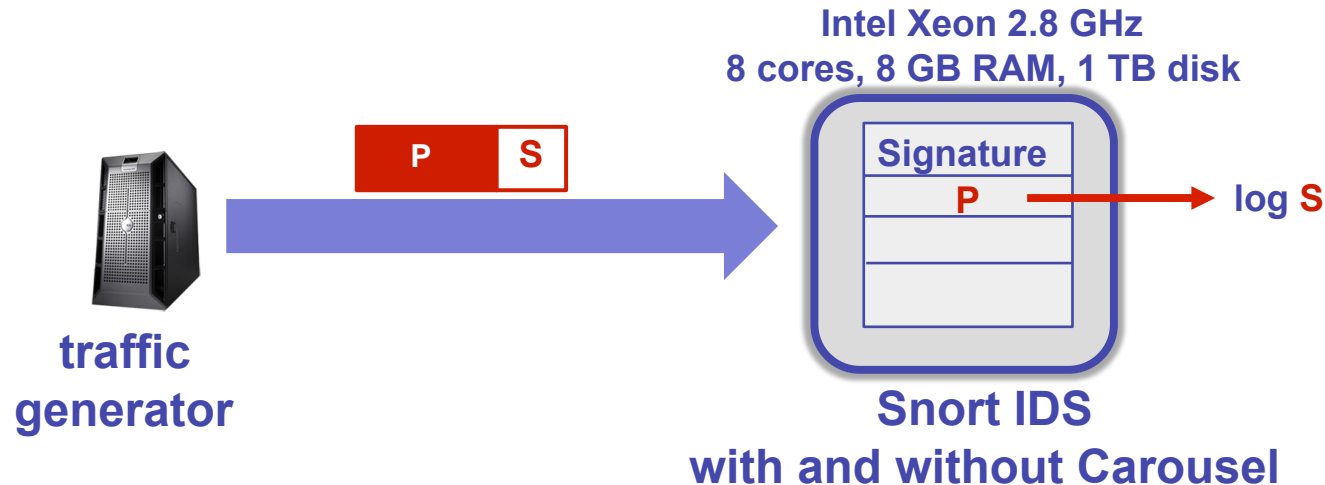 Intel Xeon 2.8 GHz
8 cores, 8 GB RAM, 1 TB disk
P S
Signature
P
log S
traffic
generator
Snort IDS
with and without Carousel